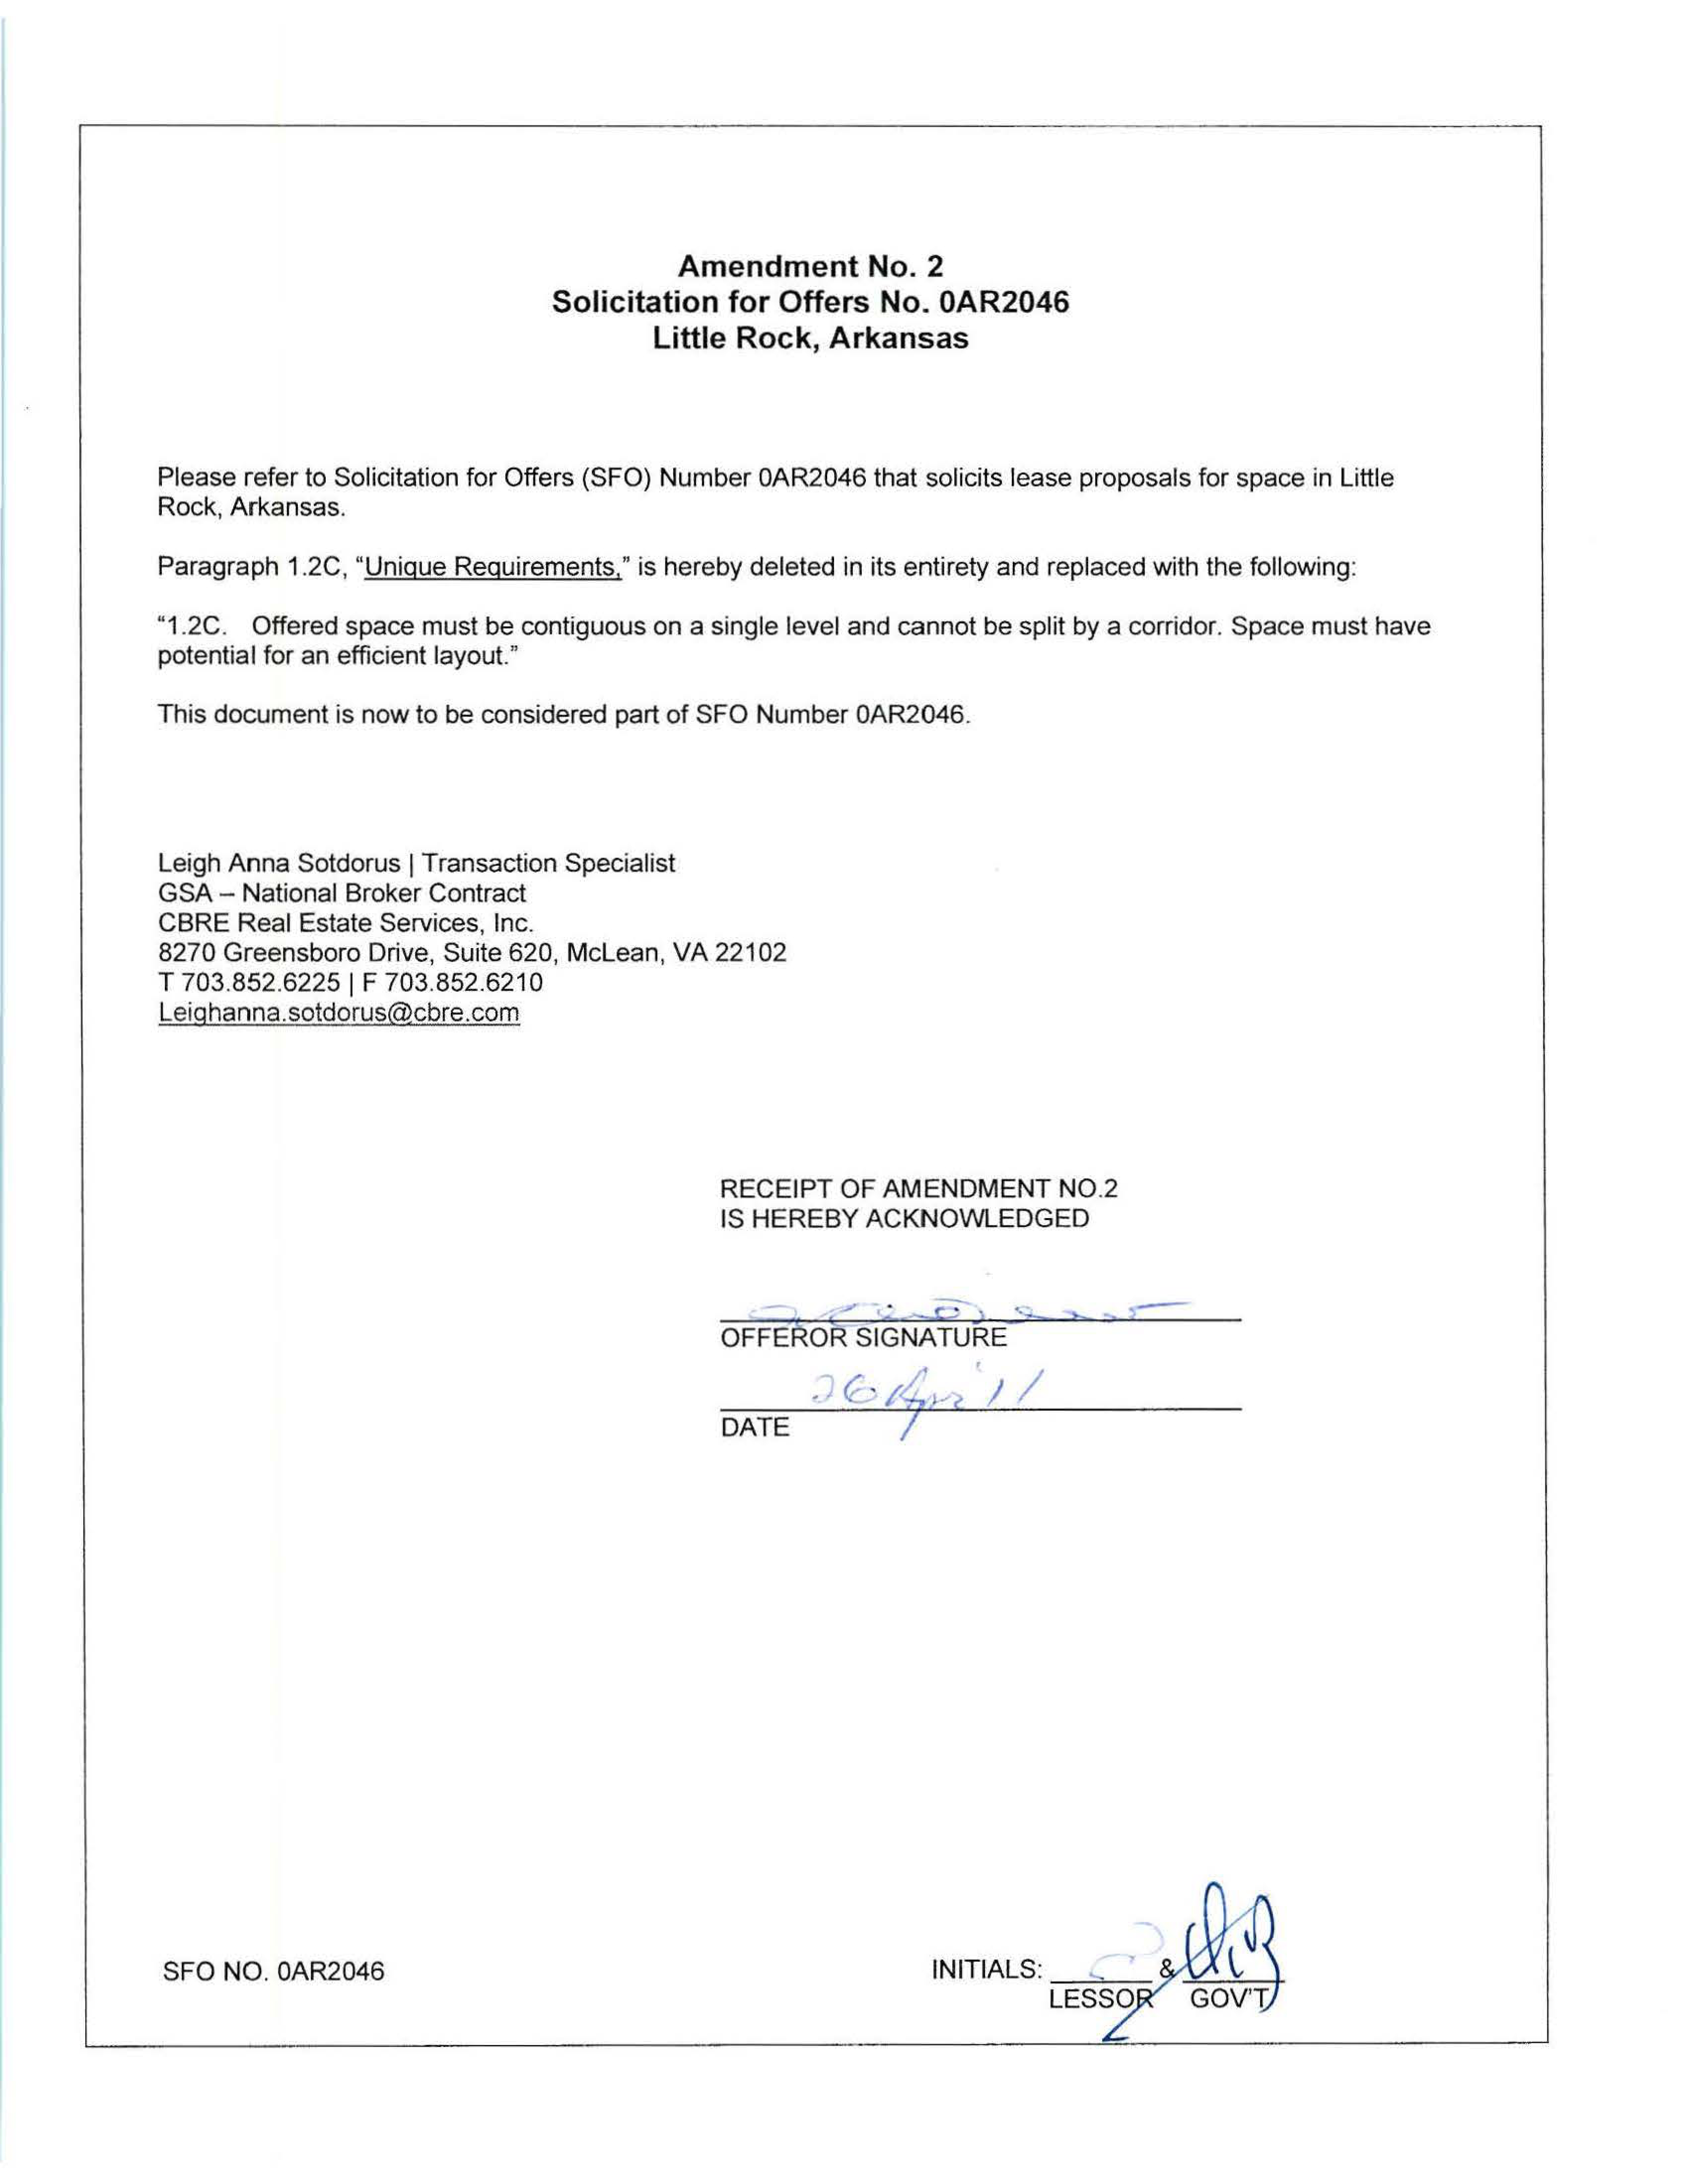 Amendment No. 2
Solicitation for Offers No. 0AR2046
Little Rock, Arkansas
Please refer to Solicitation for Offers (SFO) Number 0AR2046 that solicits lease proposals for space in Little
Rock, Arkansas.
Paragraph 1.2C, “Unique Requirements,” is hereby deleted in its entirety and replaced with the following:
“1.2C. Offered space must be contiguous on a single level and cannot be split by a corridor. Space must have
potential for an efficient layout.”
This document is now to be considered part of SFO Number 0AR2046.
Leigh Anna Sotdorus | Transaction Specialist
GSA – National Broker Contract
CBRE Real Estate Services, Inc.
8270 Greensboro Drive, Suite 620, McLean, VA 22102
T 703.852.6225 | F 703.852.6210
Leighanna.sotdorus@cbre.com
RECEIPT OF AMENDMENT NO.2
IS HEREBY ACKNOWLEDGED
OFFEROR SIGNATURE
26 Apr '11
DATE
SFO NO. 0AR2046
INITIALS: &
LESSOR GOV'T